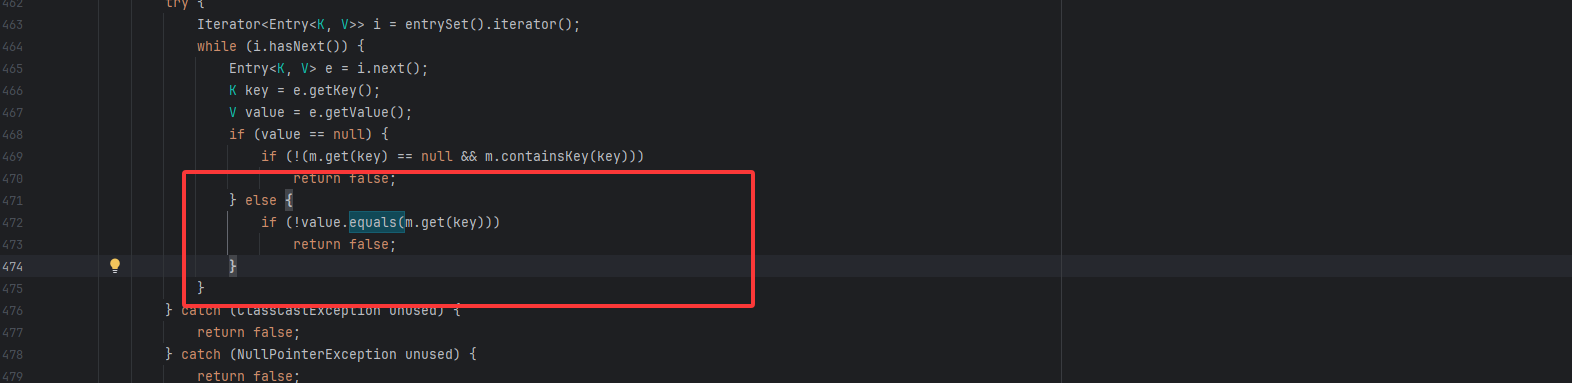 462 try {
463 Iterator<Entry<K, V>> i = entrySet().iterator();
464 while (i.hasNext()) {
465 Entry<K, V> e = i.next();
466 K key = e.getKey();
467 V value = e.getValue();
468 if (value == null) {
469 if (!(m.get(key) == null && m.containsKey(key)))
470 return false;
471 } else {
472 if (!value.equals(m.get(key)))
473 return false;
474 }
475 }
476 } catch (ClassCastException unused) {
477 return false;
478 } catch (NullPointerException unused) {
479 return false;